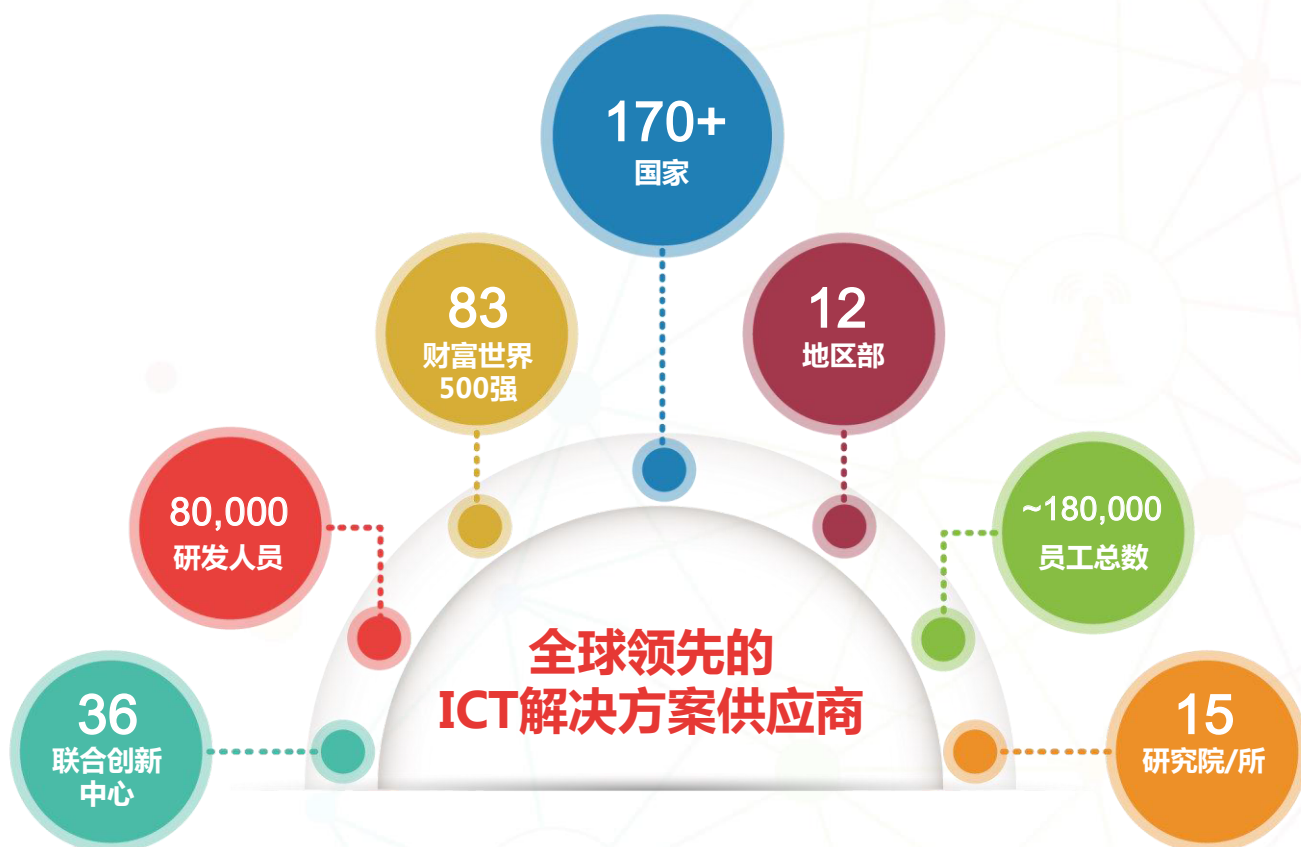 170+
国家
83
财富世界
500强
12
地区部
80,000
研发人员
~180,000
员工总数
全球领先的
ICT解决方案供应商
36
联合创新
中心
15
研究院/所